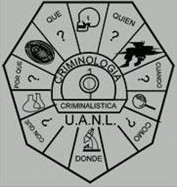 QUE
?
QUIEN
?
CUANDO
?
COMO
?
DONDE
?
CON QUE
?
POR QUE
?
CRIMINOLOGIA
CRIMINALISTICA
U.A.N.L.